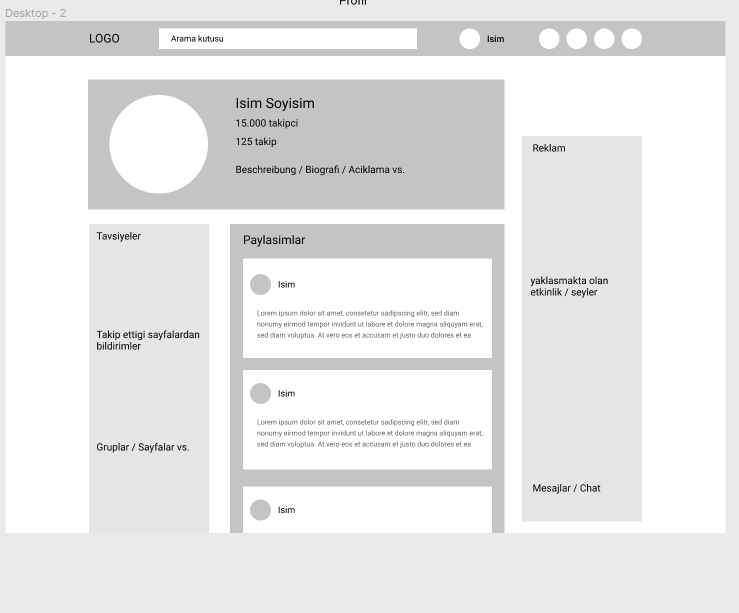 Profil
Desktop - 2
LOGO
Arama kutusu
Isim
Isim Soyisim
15.000 takipci
125 takip
Beschreibung / Biografi / Aciklama vs.
Reklam
yaklasmakta olan
etkinlik / seyler
Mesajlar / Chat
Tavsiyeler
Takip ettigi sayfalardan
bildirimler
Gruplar / Sayfalar vs.
Paylasimlar
Isim
Lorem ipsum dolor sit amet, consetetur sadipscing elitr, sed diam
nonumy eirmod tempor invidunt ut labore et dolore magna aliquyam erat,
sed diam voluptua. At vero eos et accusam et justo duo dolores et ea
Isim
Lorem ipsum dolor sit amet, consetetur sadipscing elitr, sed diam
nonumy eirmod tempor invidunt ut labore et dolore magna aliquyam erat,
sed diam voluptua. At vero eos et accusam et justo duo dolores et ea
Isim